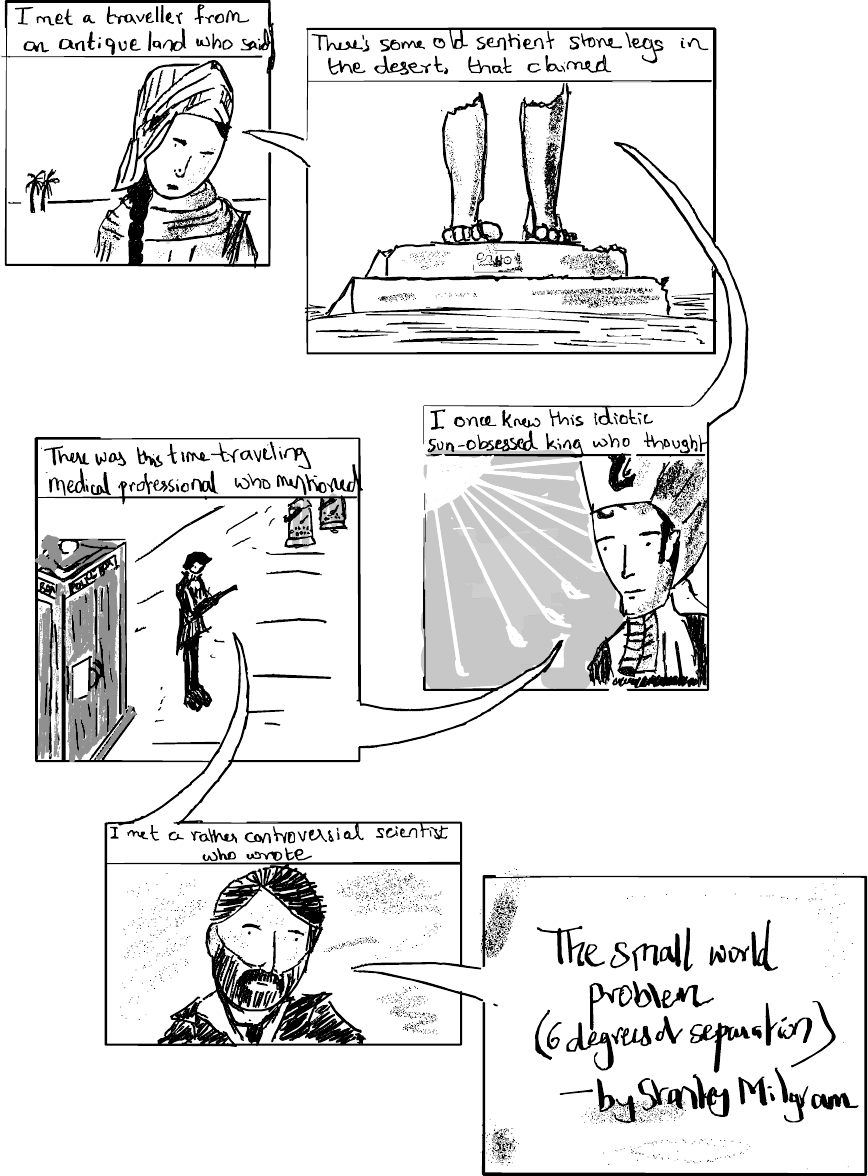 I met a traveller from
an antique land who said
There's some old sentient stone legs in
the desert, that claimed
I once knew this idiotic
sun-obsessed king who thought
There was this time-traveling
medical professional who mentioned
POLICE BOX
I met a rather controversial scientist
who wrote
The small world
problem
(6 degrees of separation)
— by Stanley Milgram